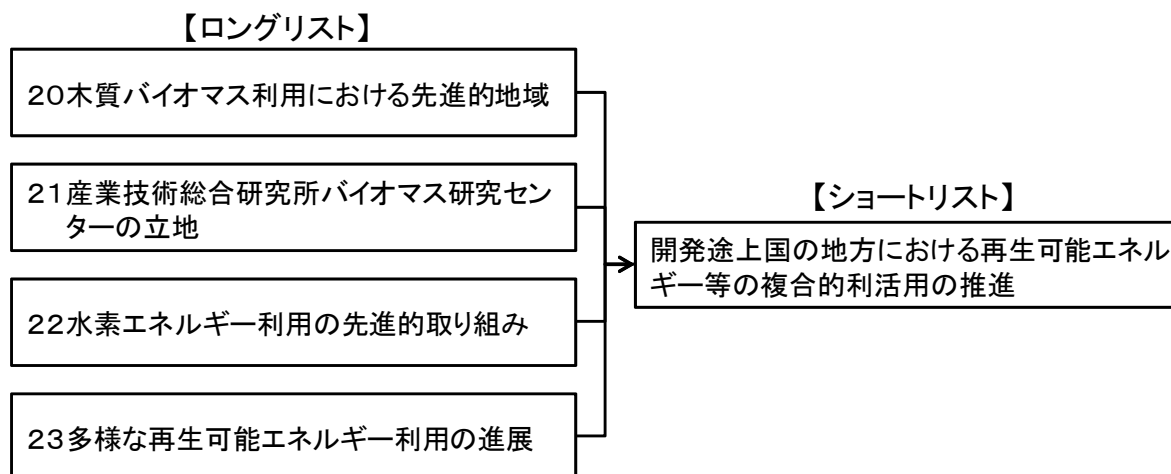 【ロングリスト】
20木質バイオマス利用における先進的地域
21産業技術総合研究所バイオマス研究セン
ターの立地
22水素エネルギー利用の先進的取り組み
23多様な再生可能エネルギー利用の進展
【ショートリスト】
開発途上国の地方における再生可能エネル
ギー等の複合的利活用の推進